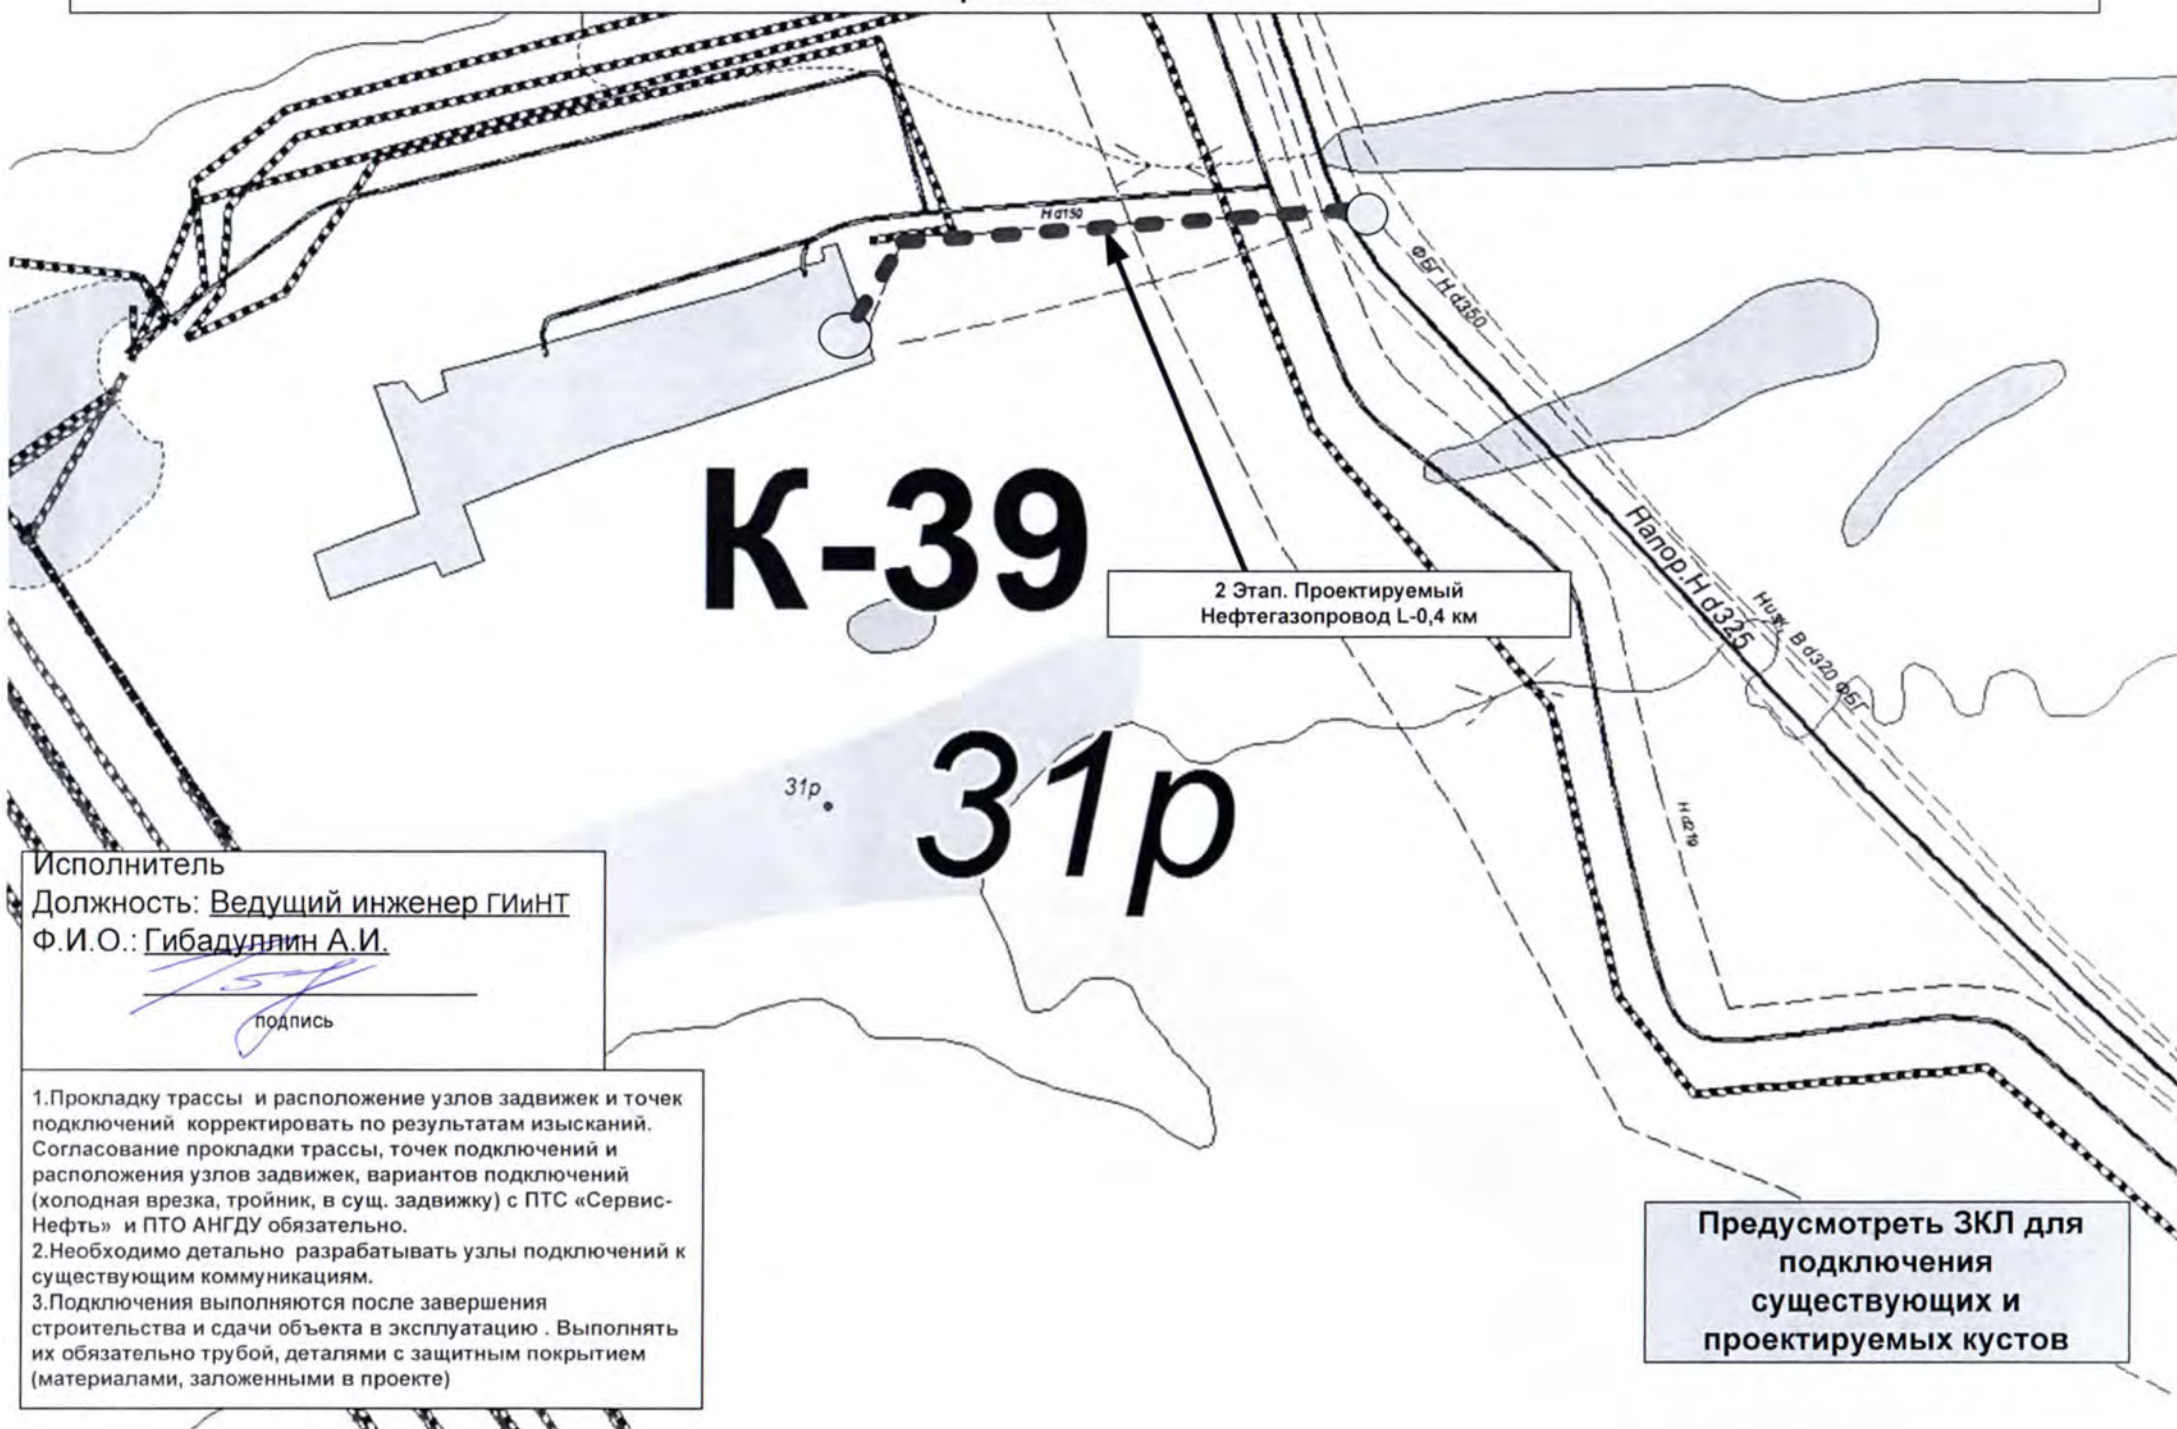 Н d150
ФБГ Н d350
К-39
2 Этап. Проектируемый
Нефтегазопровод L-0,4 км
Напор.Н d325
Низк. В d320 ФБГ
31р
31р
Н d219
Исполнитель
Должность: Ведущий инженер ГИиНТ
Ф.И.О.: Гибадуллин А.И.
подпись
1.Прокладку трассы и расположение узлов задвижек и точек
подключений корректировать по результатам изысканий.
Согласование прокладки трассы, точек подключений и
расположения узлов задвижек, вариантов подключений
(холодная врезка, тройник, в сущ. задвижку) с ПТС «Сервис-
Нефть» и ПТО АНГДУ обязательно.
2.Необходимо детально разрабатывать узлы подключений к
существующим коммуникациям.
3.Подключения выполняются после завершения
строительства и сдачи объекта в эксплуатацию . Выполнять
их обязательно трубой, деталями с защитным покрытием
(материалами, заложенными в проекте)
Предусмотреть ЗКЛ для
подключения
существующих и
проектируемых кустов